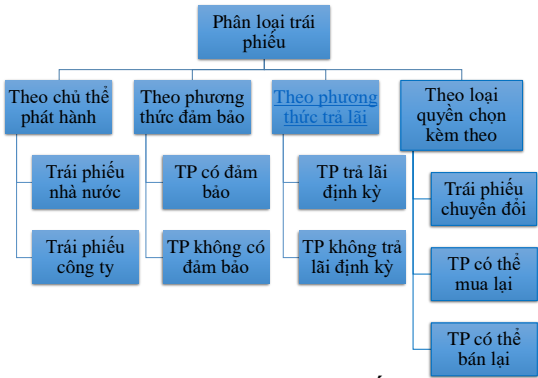 Phân loại trái
phiếu
Theo chủ thể
phát hành
Trái phiếu
nhà nước
Trái phiếu
công ty
Theo phương
thức đảm bảo
TP có đảm
bảo
TP không có
đảm bảo
Theo phương
thức trả lãi
TP trả lãi
định kỳ
TP không trả
lãi định kỳ
Theo loại
quyền chọn
kèm theo
Trái phiếu
chuyển đổi
TP có thể
mua lại
TP có thể
bán lại